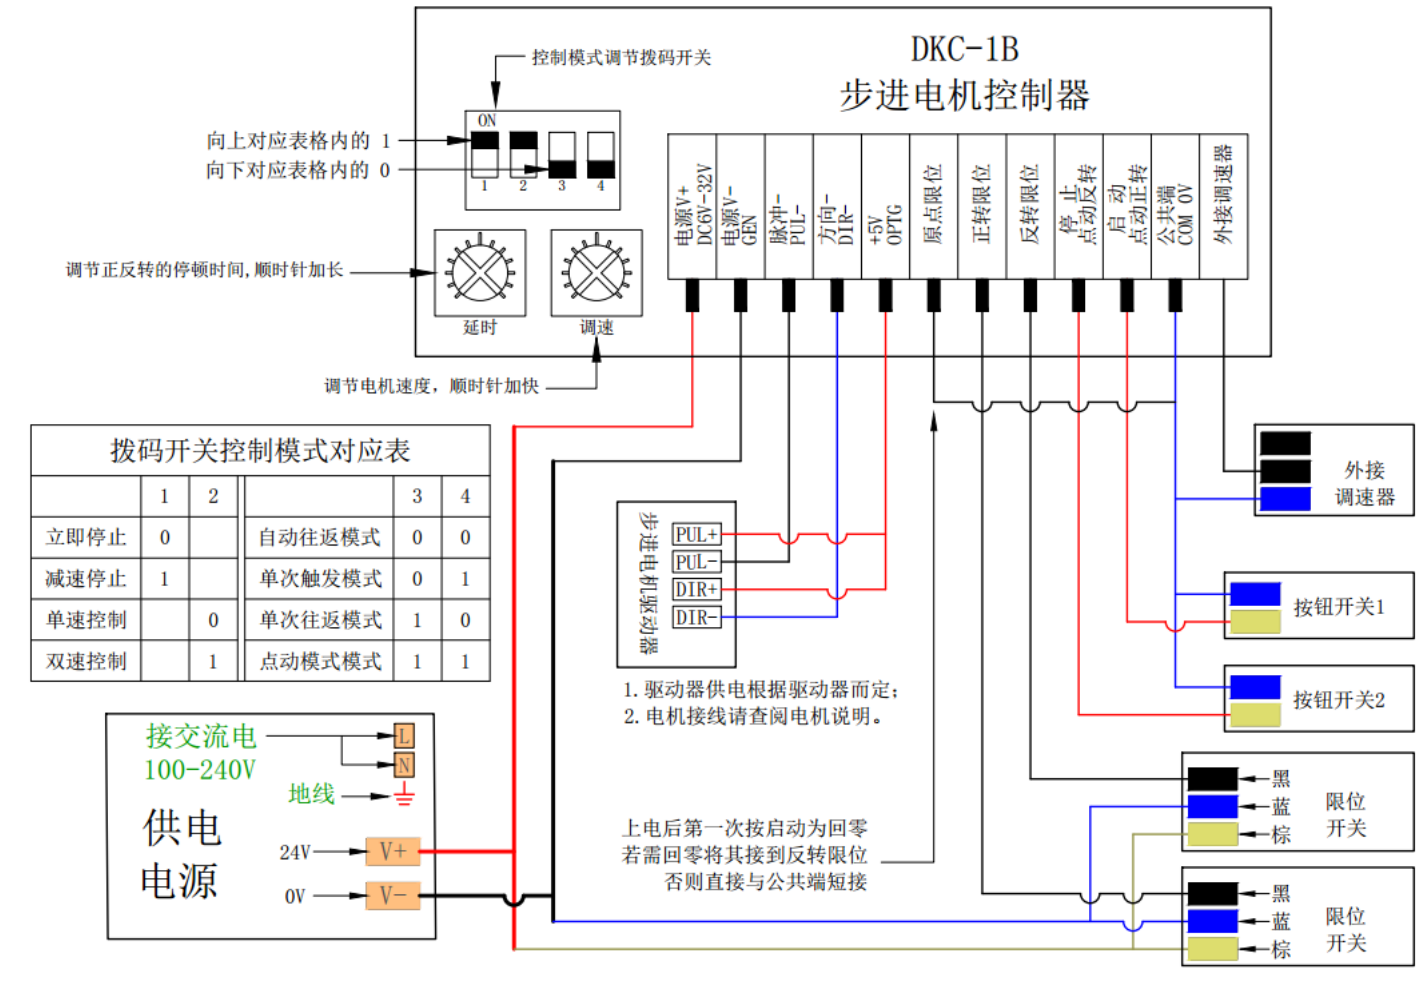 DKC-1B
步进电机控制器
控制模式调节拨码开关
ON
向上对应表格内的 1
向下对应表格内的 0
1 2 3 4
调节正反转的停顿时间,顺时针加长
延时
调速
调节电机速度，顺时针加快
电源V+
DC6V-32V
电源V-
GEN
脉冲-
PUL-
方向-
DIR-
+5V
OPTG
原点限位
正转限位
反转限位
停 止
点动反转
启 动
点动正转
公共端
COM 0V
外接调速器
拨码开关控制模式对应表
1 2 3 4
立即停止 0 自动往返模式 0 0
减速停止 1 单次触发模式 0 1
单速控制 0 单次往返模式 1 0
双速控制 1 点动模式模式 1 1
步进电机驱动器
PUL+
PUL-
DIR+
DIR-
1. 驱动器供电根据驱动器而定；
2. 电机接线请查阅电机说明。
外接
调速器
按钮开关1
按钮开关2
接交流电
100-240V
L
N
地线
供电
电源
24V
V+
0V
V-
上电后第一次按启动为回零
若需回零将其接到反转限位
否则直接与公共端短接
黑
蓝
棕
限位
开关
黑
蓝
棕
限位
开关